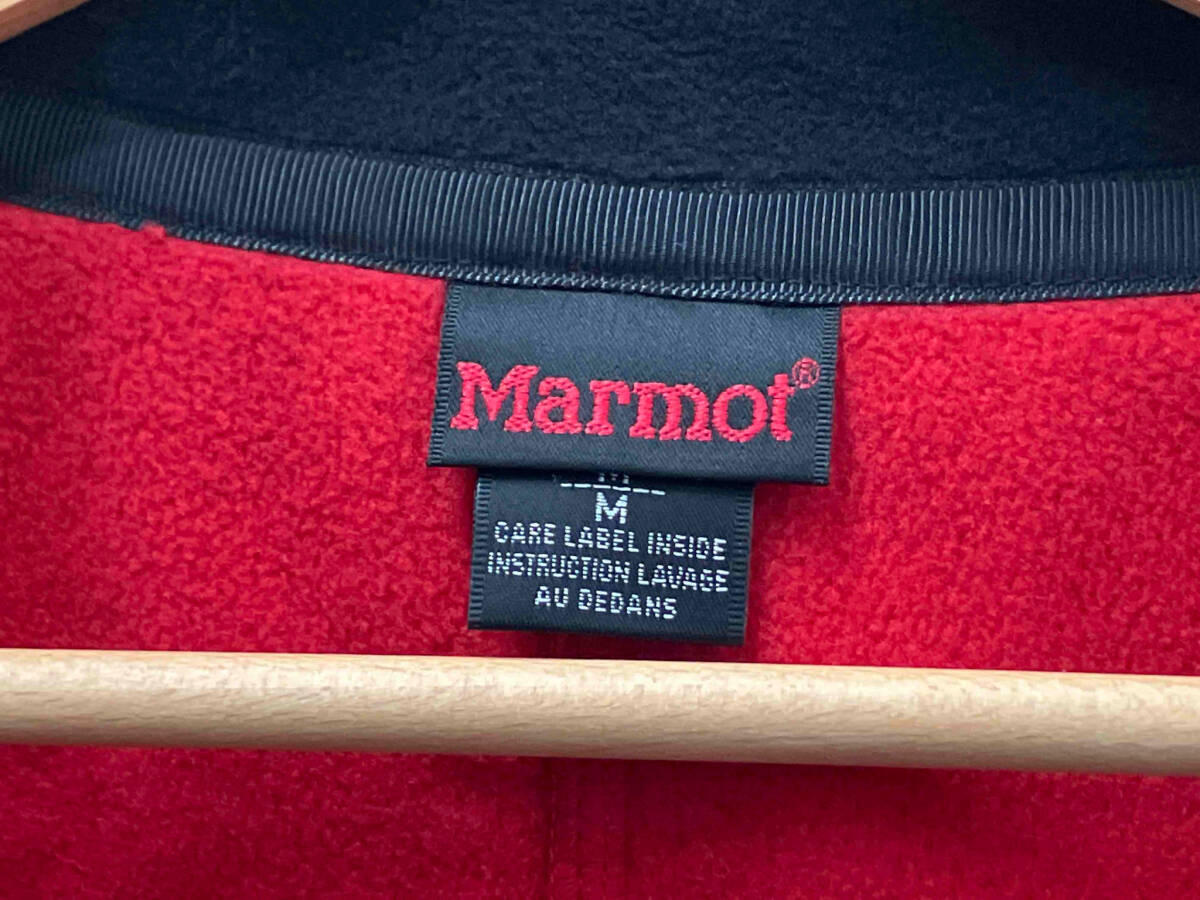 Marmot®
M
CARE LABEL INSIDE
INSTRUCTION LAVAGE
AU DEDANS